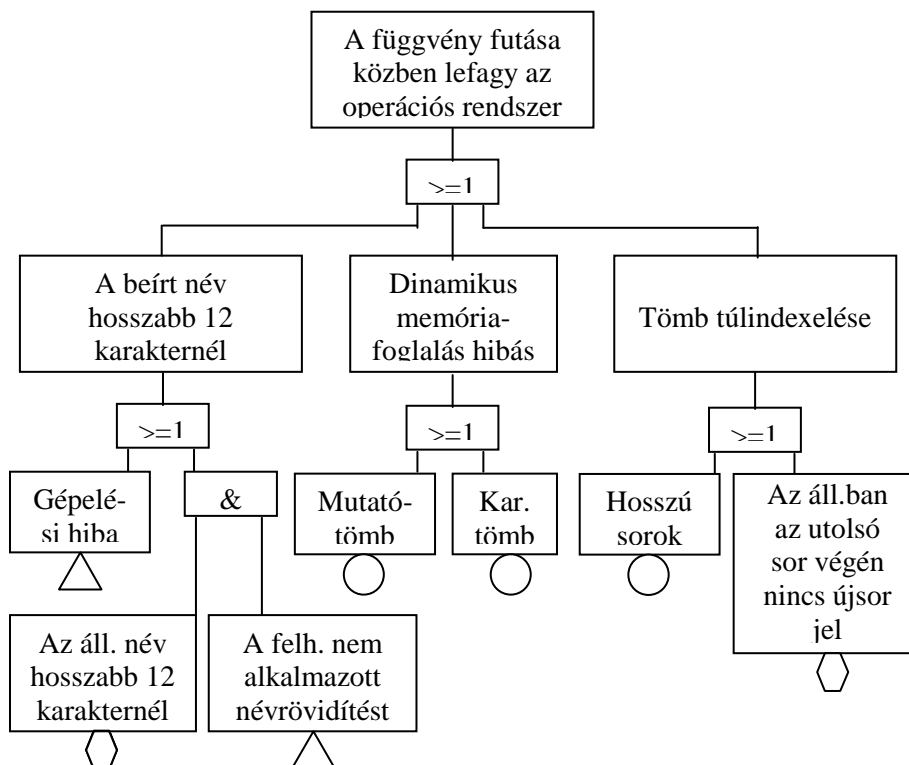 A függvény futása
közben lefagy az
operációs rendszer
>=1
A beírt név
hosszabb 12
karakternél
Dinamikus
memória-
foglalás hibás
Tömb túlindexelése
>=1
>=1
>=1
Gépelé-
si hiba
&
Mutató-
tömb
Kar.
tömb
Hosszú
sorok
Az áll.ban
az utolsó
sor végén
nincs újsor
jel
Az áll. név
hosszabb 12
karakternél
A felh. nem
alkalmazott
névrövidítést